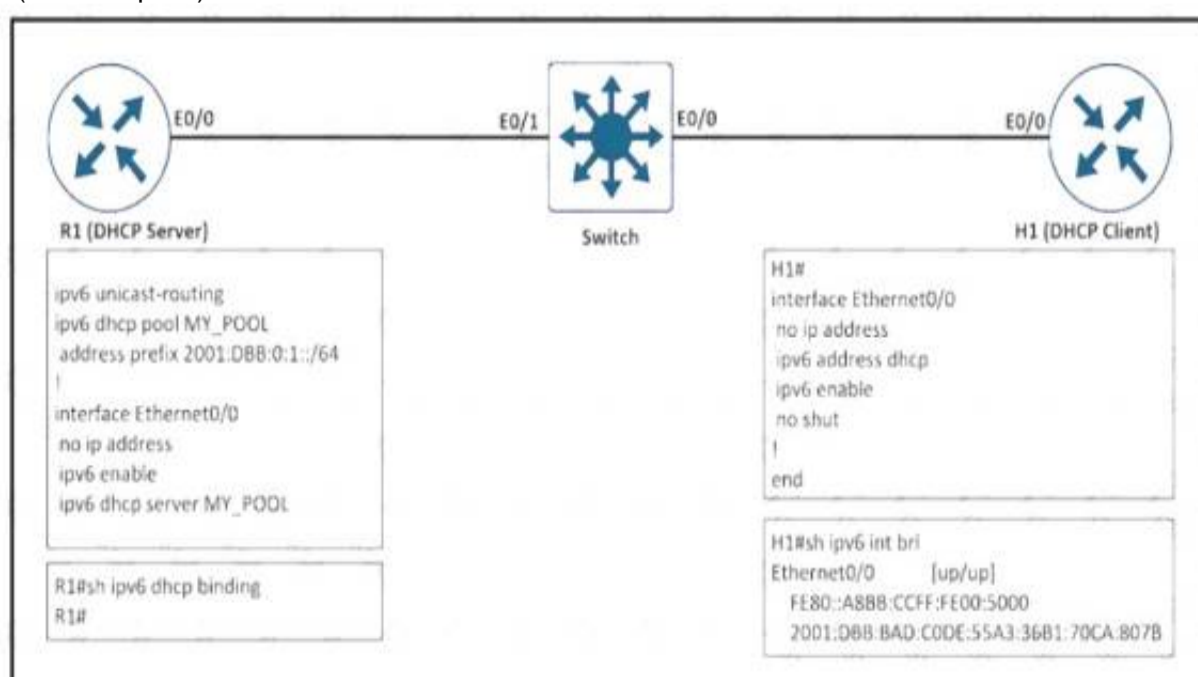 E0/0
E0/1
E0/0
E0/0
R1 (DHCP Server)
Switch
H1 (DHCP Client)
ipv6 unicast-routing
ipv6 dhcp pool MY_POOL
address prefix 2001:DBB:0:1::/64
!
interface Ethernet0/0
no ip address
ipv6 enable
ipv6 dhcp server MY_POOL
R1#sh ipv6 dhcp binding
R1#
H1#
interface Ethernet0/0
no ip address
ipv6 address dhcp
ipv6 enable
no shut
!
end
H1#sh ipv6 int bri
Ethernet0/0 [up/up]
FE80::A8BB:CCFF:FE00:5000
2001:DBB:BAD:C0DE:55A3:36B1:70CA:807B